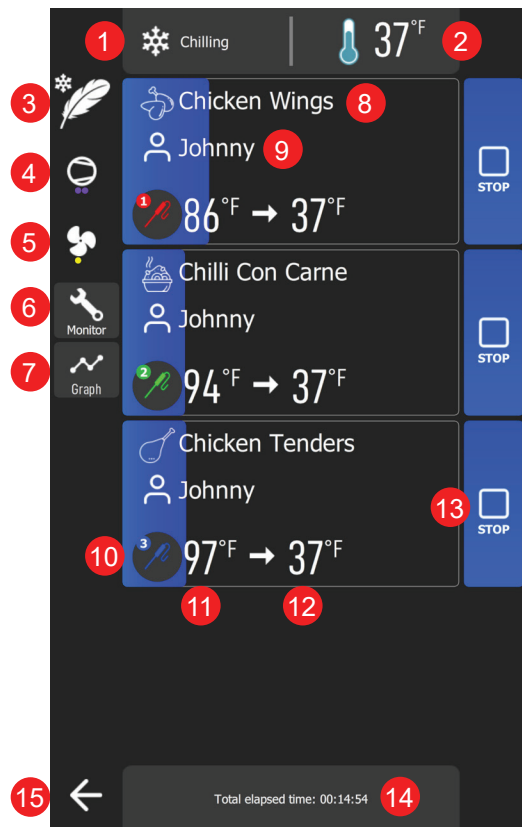 1 Chilling 37°F 2
3
4
5
6 Monitor
7 Graph
Chicken Wings 8
Johnny 9
1 86°F → 37°F
STOP
Chilli Con Carne
Johnny
2 94°F → 37°F
STOP
Chicken Tenders
Johnny
13 STOP
10 3 97°F → 37°F
11 12
15 Total elapsed time: 00:14:54 14